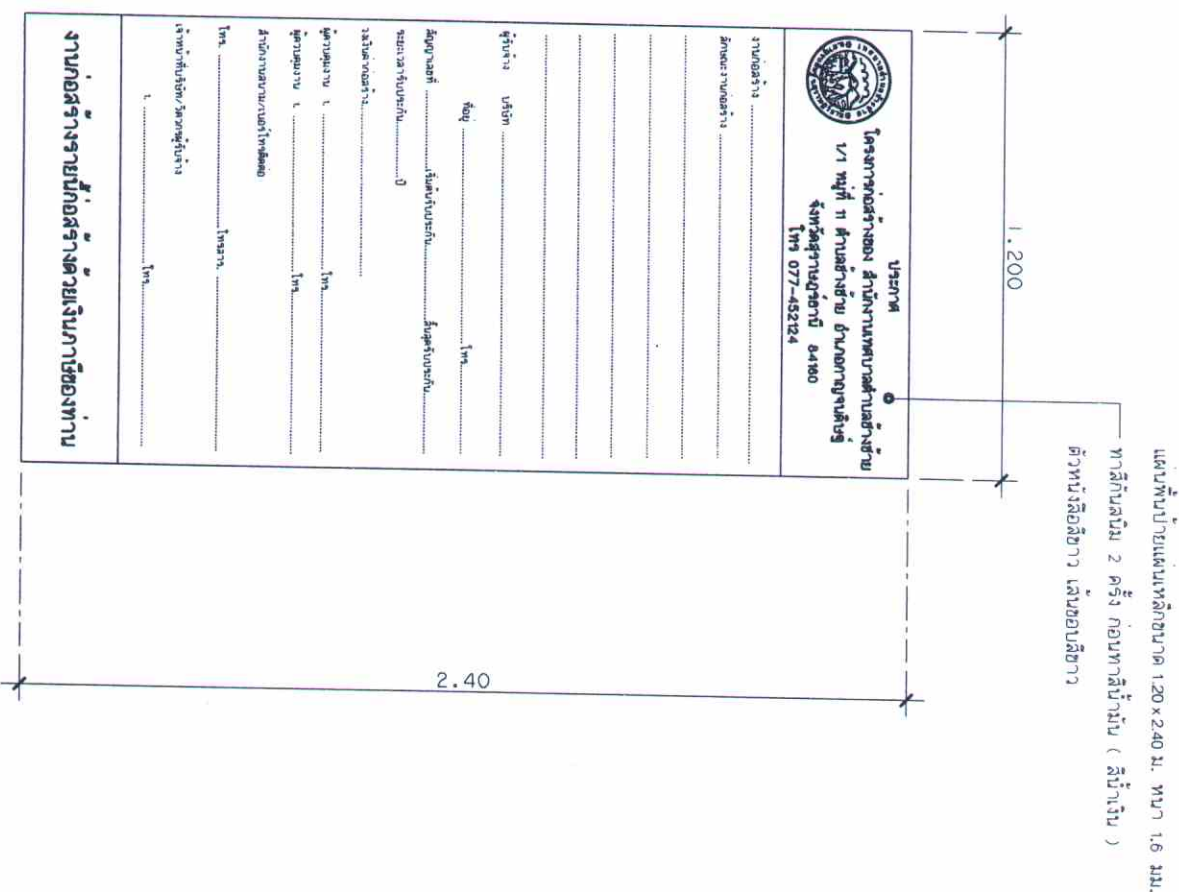 ประกาศ
โครงการก่อสร้างของ สำนักงานเทศบาลตำบลช้างซ้าย
1/1 หมู่ที่ 11 ตำบลช้างซ้าย อำเภอกาญจนดิษฐ์
จังหวัดสุราษฎร์ธานี 84160
โทร 077-452124
งานก่อสร้าง
ลักษณะงานก่อสร้าง
ผู้รับจ้าง บริษัท
ที่อยู่ โทร.
สัญญาเลขที่ เริ่มต้นรับประกัน สิ้นสุดรับประกัน
ระยะเวลารับประกัน ปี
วงเงินค่าก่อสร้าง
ผู้ควบคุมงาน 1. โทร.
ผู้ควบคุมงาน 1. โทร.
สำนักงานสนาม/เบอร์โทรติดต่อ
โทร. โทรสาร.
เจ้าหน้าที่บริษัท/วิศวกรผู้รับจ้าง
1. โทร.
งานก่อสร้างรายนี้ก่อสร้างด้วยเงินภาษีของท่าน
1.200
2.40
แผ่นพื้นป้ายแผ่นเหล็กขนาด 1.20 x 2.40 ม. หนา 1.6 มม.
ทาสีกันสนิม 2 ครั้ง ก่อนทาสีน้ำมัน ( สีน้ำเงิน )
ตัวหนังสือสีขาว เส้นขอบสีขาว